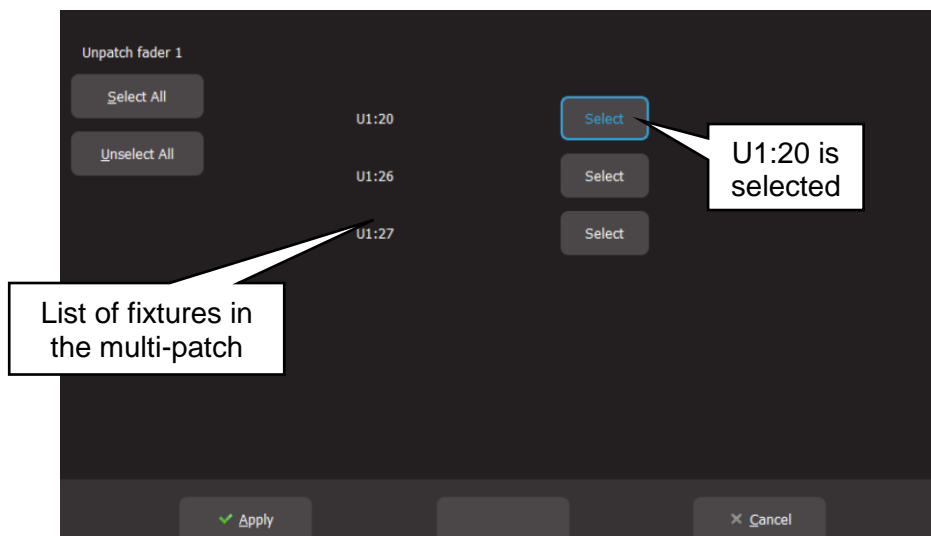 Unpatch fader 1
Select All
Unselect All
U1:20 Select
U1:26 Select
U1:27 Select
U1:20 is
selected
List of fixtures in
the multi-patch
Apply
Cancel